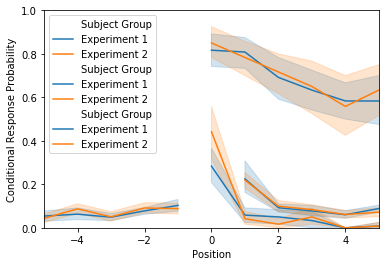 1.0
0.8
0.6
0.4
0.2
0.0
Conditional Response Probability
Subject Group
Experiment 1
Experiment 2
Subject Group
Experiment 1
Experiment 2
Subject Group
Experiment 1
Experiment 2
−4
−2
0
2
4
Position